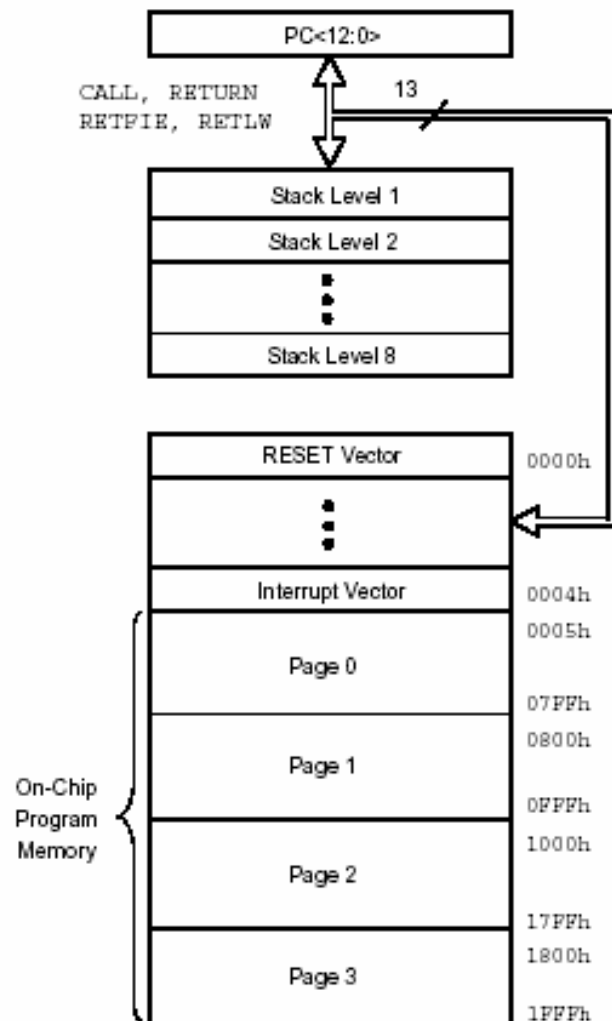 PC<12:0>
CALL, RETURN
RETFIE, RETLW
13
Stack Level 1
Stack Level 2
Stack Level 8
RESET Vector
0000h
Interrupt Vector
0004h
0005h
Page 0
07FFh
0800h
Page 1
0FFFh
On-Chip
Program
Memory
1000h
Page 2
17FFh
1800h
Page 3
1FFFh